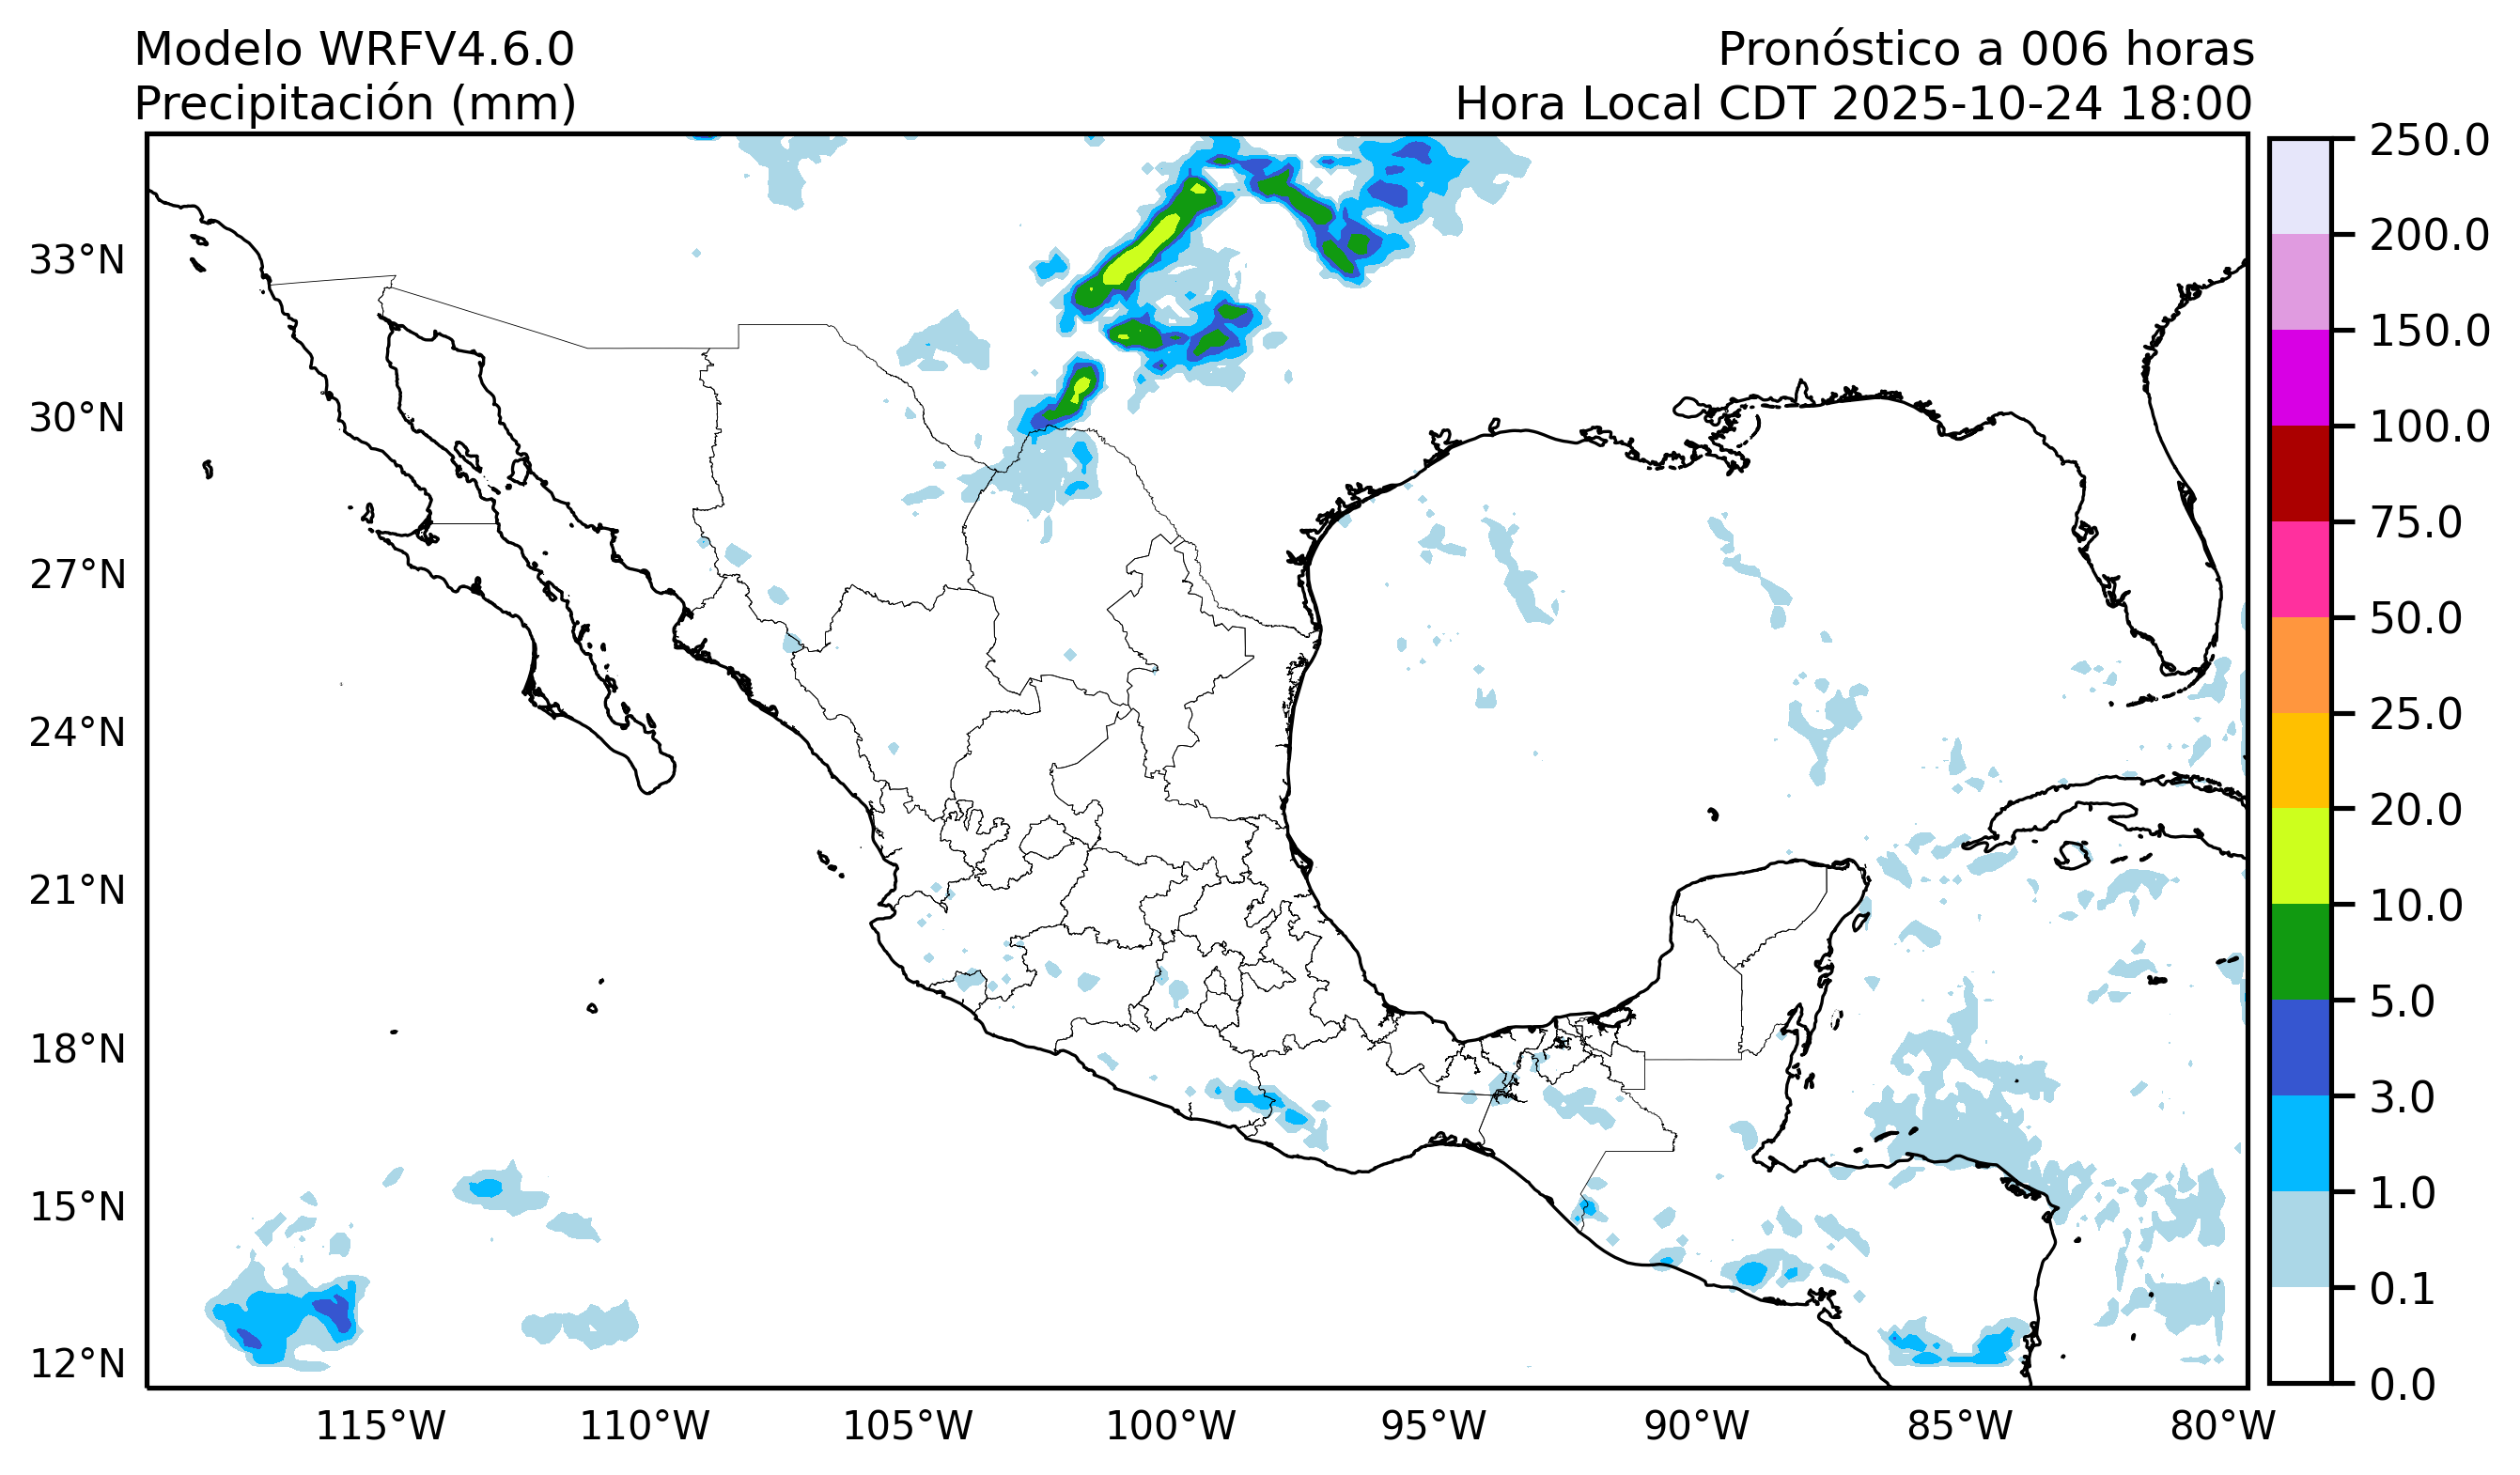 Modelo WRFV4.6.0
Precipitación (mm)
Pronóstico a 006 horas
Hora Local CDT 2025-10-24 18:00
33°N
30°N
27°N
24°N
21°N
18°N
15°N
12°N
115°W
110°W
105°W
100°W
95°W
90°W
85°W
80°W
250.0
200.0
150.0
100.0
75.0
50.0
25.0
20.0
10.0
5.0
3.0
1.0
0.1
0.0